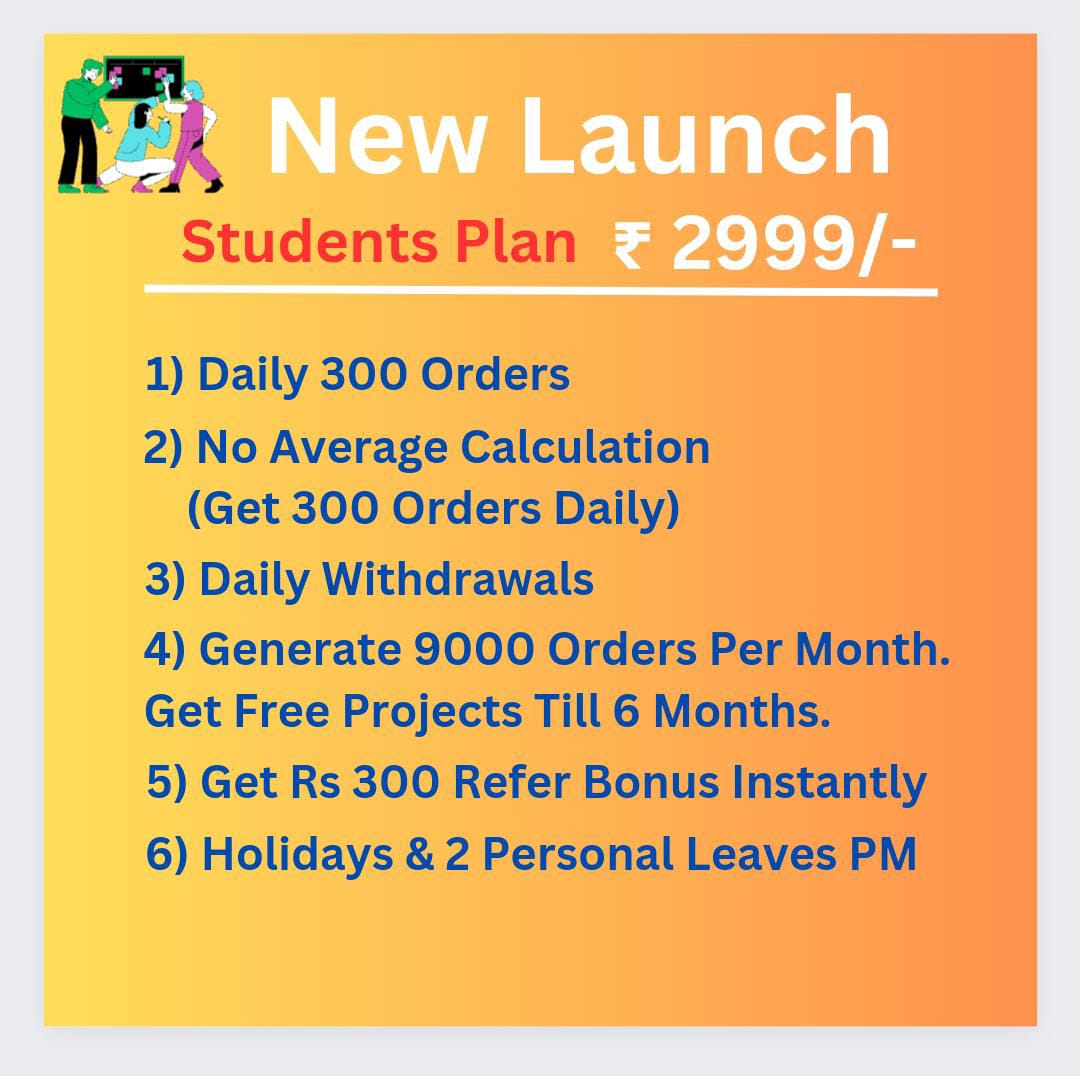 New Launch
Students Plan ₹ 2999/-
1) Daily 300 Orders
2) No Average Calculation
(Get 300 Orders Daily)
3) Daily Withdrawals
4) Generate 9000 Orders Per Month.
Get Free Projects Till 6 Months.
5) Get Rs 300 Refer Bonus Instantly
6) Holidays & 2 Personal Leaves PM